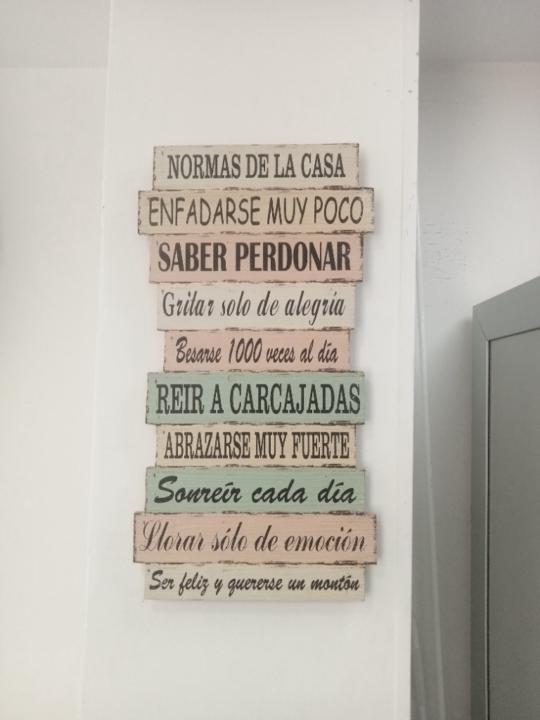 NORMAS DE LA CASA
ENFADARSE MUY POCO
SABER PERDONAR
Gritar solo de alegría
Besarse 1000 veces al día
REIR A CARCAJADAS
ABRAZARSE MUY FUERTE
Sonreír cada día
Llorar sólo de emoción
Ser feliz y quererse un montón